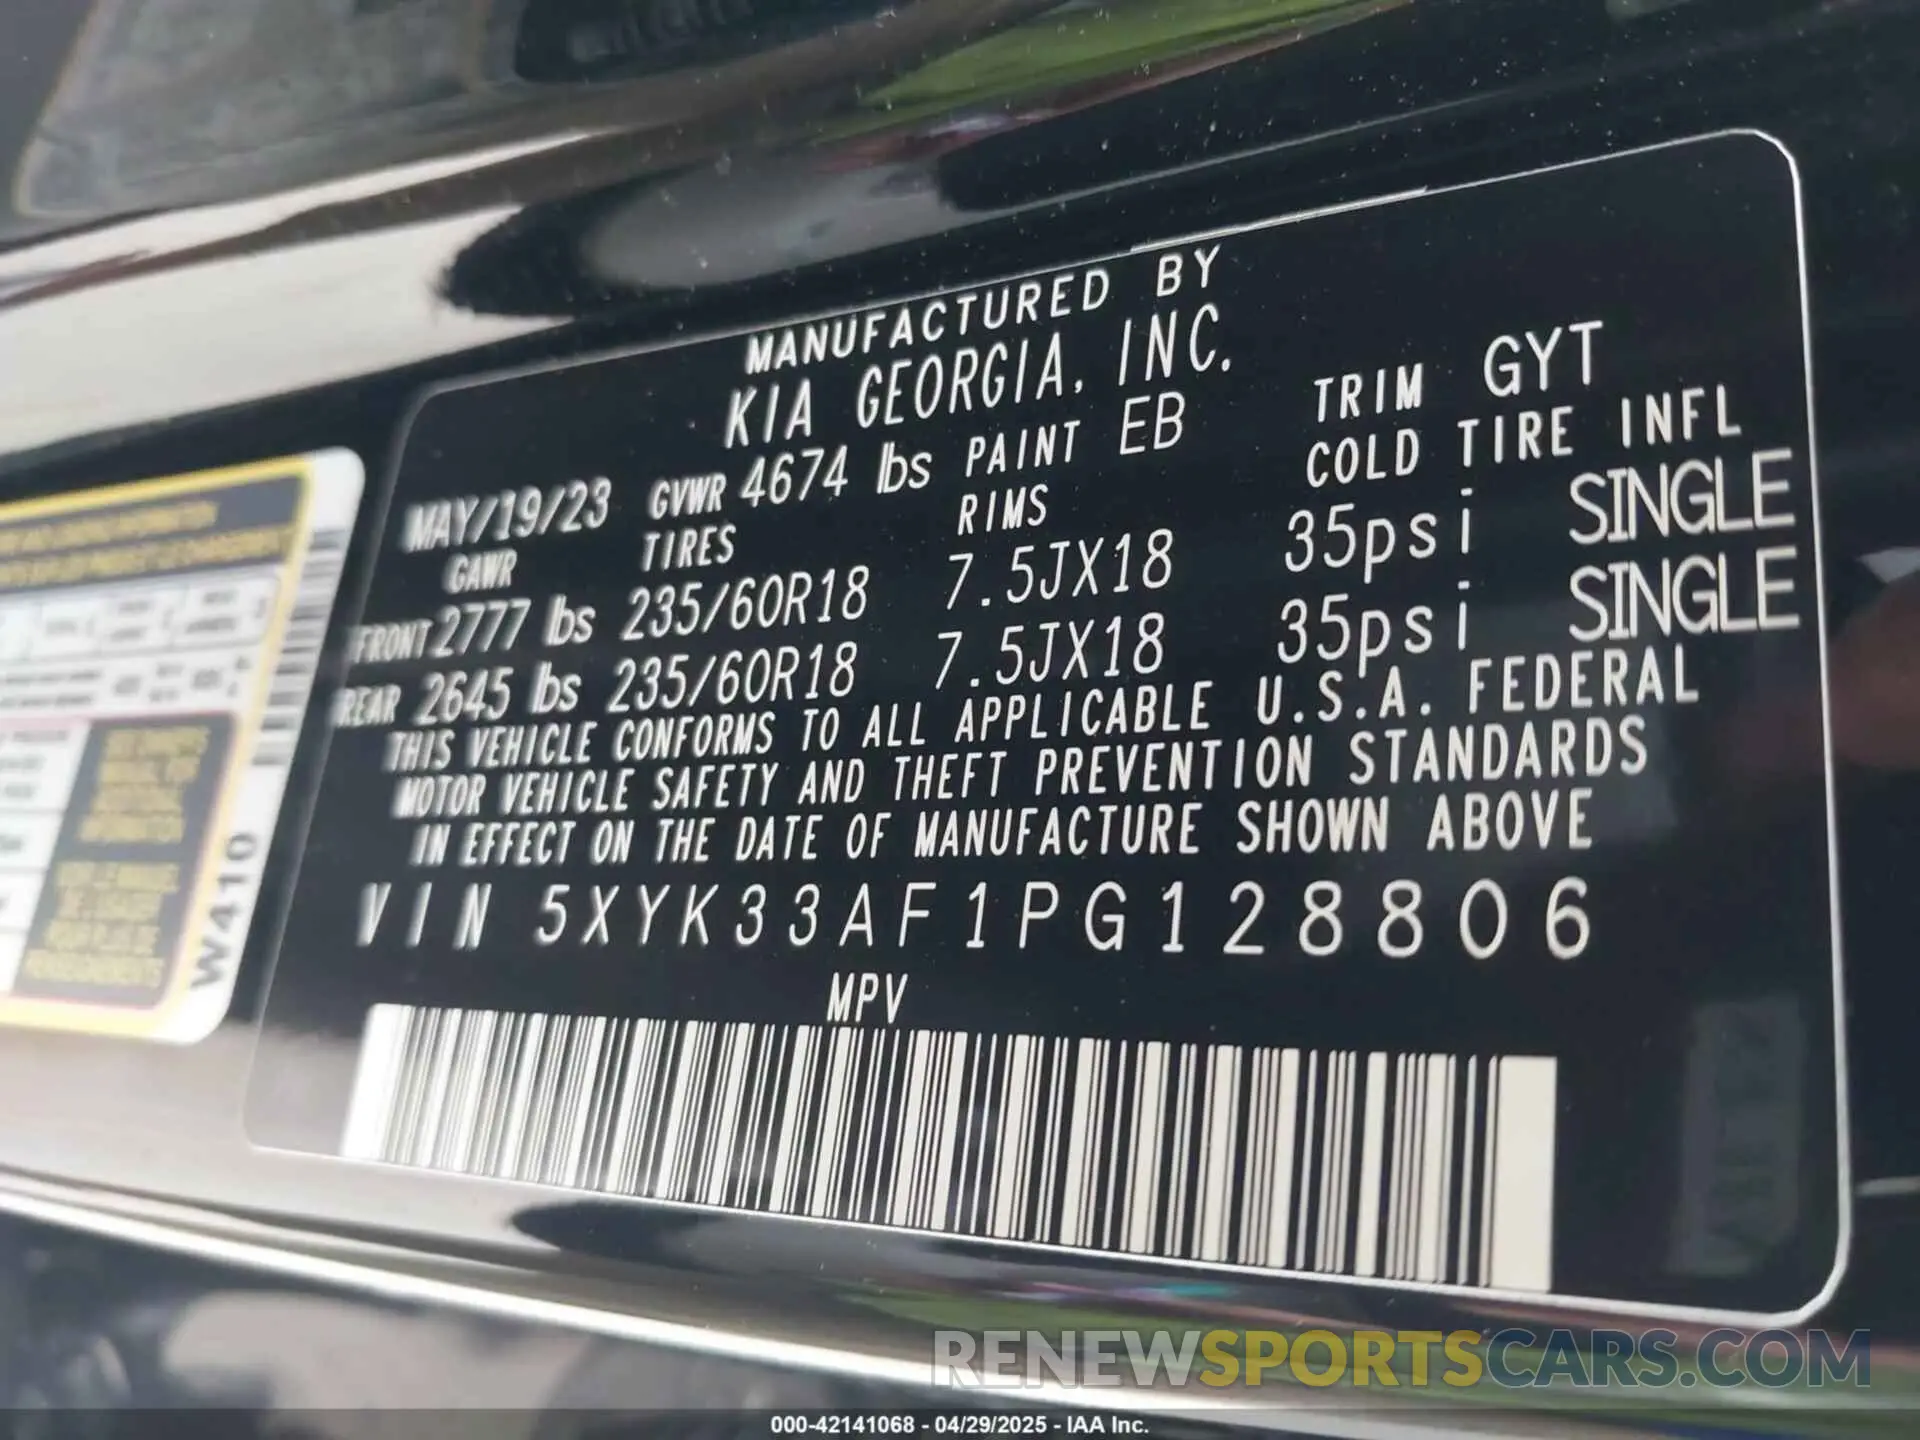 MANUFACTURED BY
KIA GEORGIA, INC.
MAY/19/23 GVWR 4674 lbs PAINT EB TRIM GYT
GAWR TIRES RIMS COLD TIRE INFL
FRONT 2777 lbs 235/60R18 7.5JX18 35psi SINGLE
REAR 2645 lbs 235/60R18 7.5JX18 35psi SINGLE
THIS VEHICLE CONFORMS TO ALL APPLICABLE U.S.A. FEDERAL
MOTOR VEHICLE SAFETY AND THEFT PREVENTION STANDARDS
IN EFFECT ON THE DATE OF MANUFACTURE SHOWN ABOVE
VIN 5XYK33AF1PG128806
MPV
W410
RENEWSPORTSCARS.COM
000-42141068 - 04/29/2025 - IAA Inc.